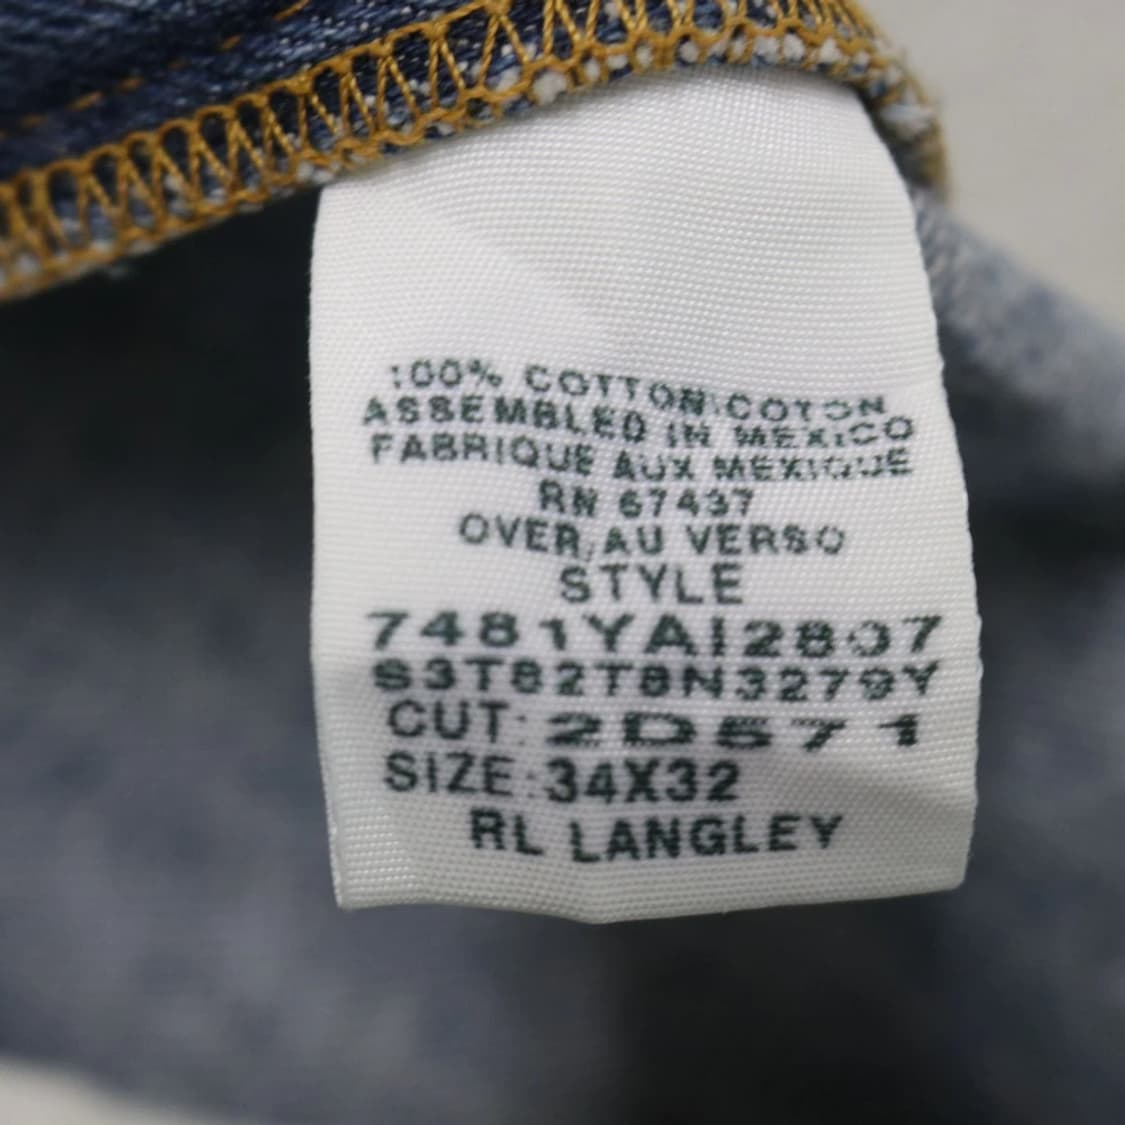 100% COTTON\COTON
ASSEMBLED IN MEXICO
FABRIQUE AUX MEXIQUE
RN 67437
OVER/AU VERSO
STYLE
7481YAI2807
S3T82T8N3279Y
CUT: 2D571
SIZE:34X32
RL LANGLEY